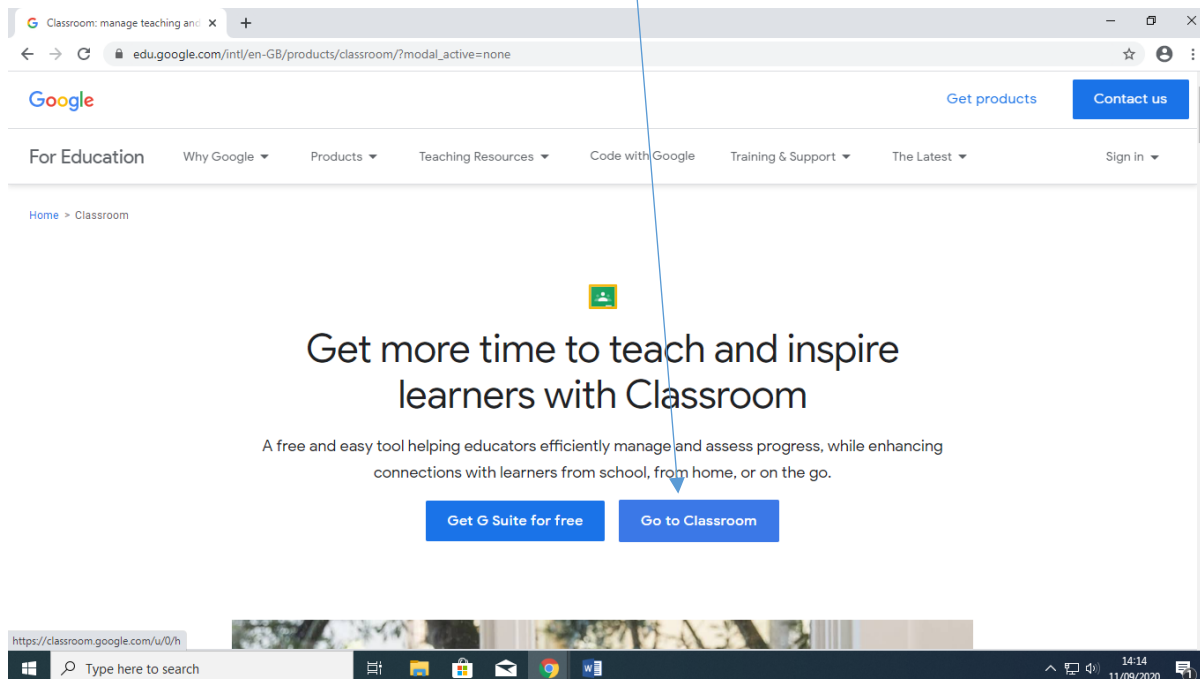 Classroom: manage teaching and
edu.google.com/intl/en-GB/products/classroom/?modal_active=none
Google
Get products
Contact us
For Education
Why Google
Products
Teaching Resources
Code with Google
Training & Support
The Latest
Sign in
Home > Classroom
Get more time to teach and inspire
learners with Classroom
A free and easy tool helping educators efficiently manage and assess progress, while enhancing
connections with learners from school, from home, or on the go.
Get G Suite for free
Go to Classroom
https://classroom.google.com/u/0/h
Type here to search
14:14
11/09/2020